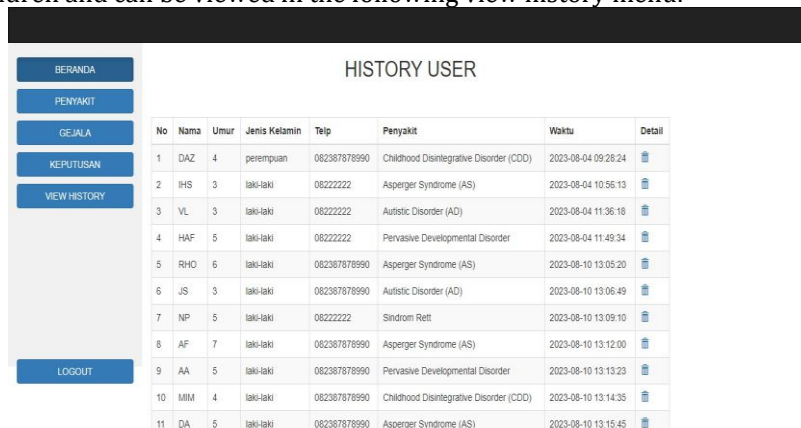 dren and can be viewed in the following view history menu.
HISTORY USER
BERANDA
PENYAKIT
GEJALA
KEPUTUSAN
VIEW HISTORY
LOGOUT
No Nama Umur Jenis Kelamin Telp Penyakit Waktu Detail
1 DAZ 4 perempuan 082387878990 Childhood Disintegrative Disorder (CDD) 2023-08-04 09:28:24
2 IHS 3 laki-laki 08222222 Asperger Syndrome (AS) 2023-08-04 10:56:13
3 VL 3 laki-laki 08222222 Autistic Disorder (AD) 2023-08-04 11:36:18
4 HAF 5 laki-laki 08222222 Pervasive Developmental Disorder 2023-08-04 11:49:34
5 RHO 6 laki-laki 082387878990 Asperger Syndrome (AS) 2023-08-10 13:05:20
6 JS 3 laki-laki 082387878990 Autistic Disorder (AD) 2023-08-10 13:06:49
7 NP 5 laki-laki 08222222 Sindrom Rett 2023-08-10 13:09:10
8 AF 7 laki-laki 082387878990 Asperger Syndrome (AS) 2023-08-10 13:12:00
9 AA 5 laki-laki 082387878990 Pervasive Developmental Disorder 2023-08-10 13:13:23
10 MIM 4 laki-laki 082387878990 Childhood Disintegrative Disorder (CDD) 2023-08-10 13:14:35
11 DA 5 laki-laki 082387878990 Asperger Syndrome (AS) 2023-08-10 13:15:45